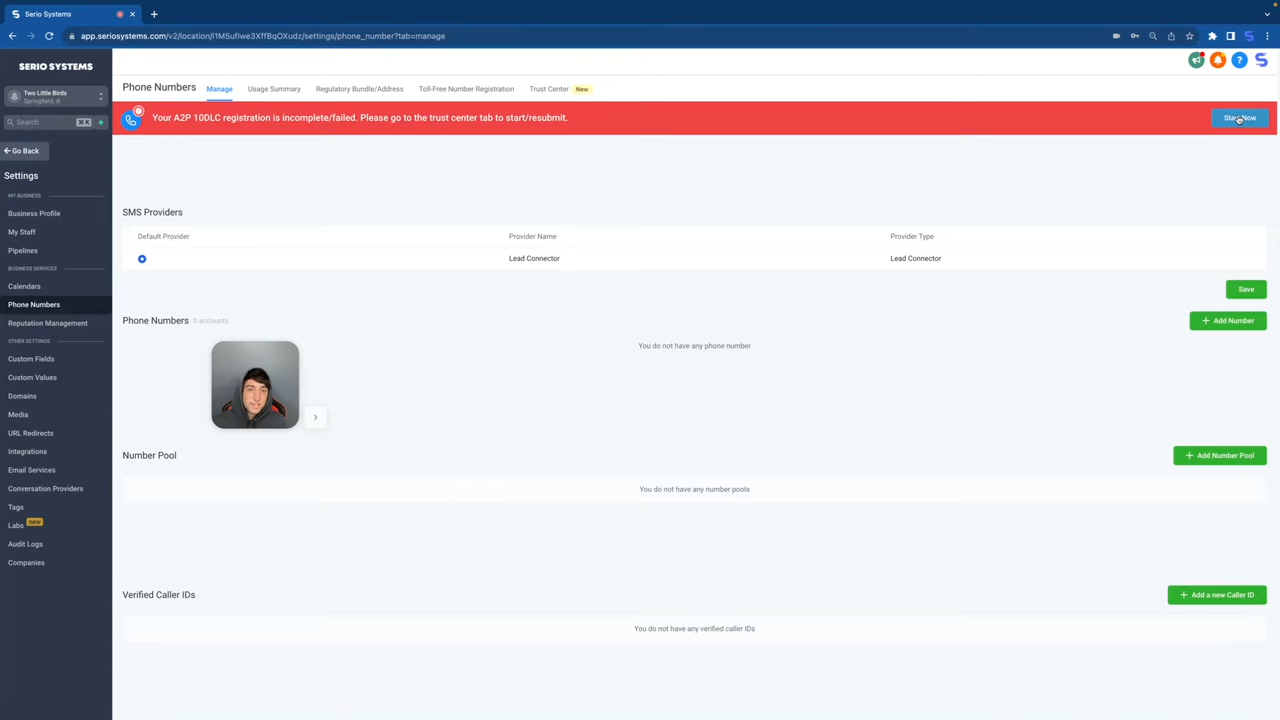 Serio Systems
app.seriosystems.com/v2/location/i1M5ufIwe3XffBqOXudz/settings/phone_number?tab=manage
SERIO SYSTEMS
Two Little Birds
Springfield, Ill
Search ⌘K
Go Back
Settings
MY BUSINESS
Business Profile
My Staff
Pipelines
BUSINESS SERVICES
Calendars
Phone Numbers
Reputation Management
OTHER SETTINGS
Custom Fields
Custom Values
Domains
Media
URL Redirects
Integrations
Email Services
Conversation Providers
Tags
Labs new
Audit Logs
Companies
Phone Numbers Manage Usage Summary Regulatory Bundle/Address Toll-Free Number Registration Trust Center New
Your A2P 10DLC registration is incomplete/failed. Please go to the trust center tab to start/resubmit. Start Now
SMS Providers
Default Provider Provider Name Provider Type
Lead Connector Lead Connector
Save
Phone Numbers 0 accounts + Add Number
You do not have any phone number
Number Pool + Add Number Pool
You do not have any number pools
Verified Caller IDs + Add a new Caller ID
You do not have any verified caller IDs